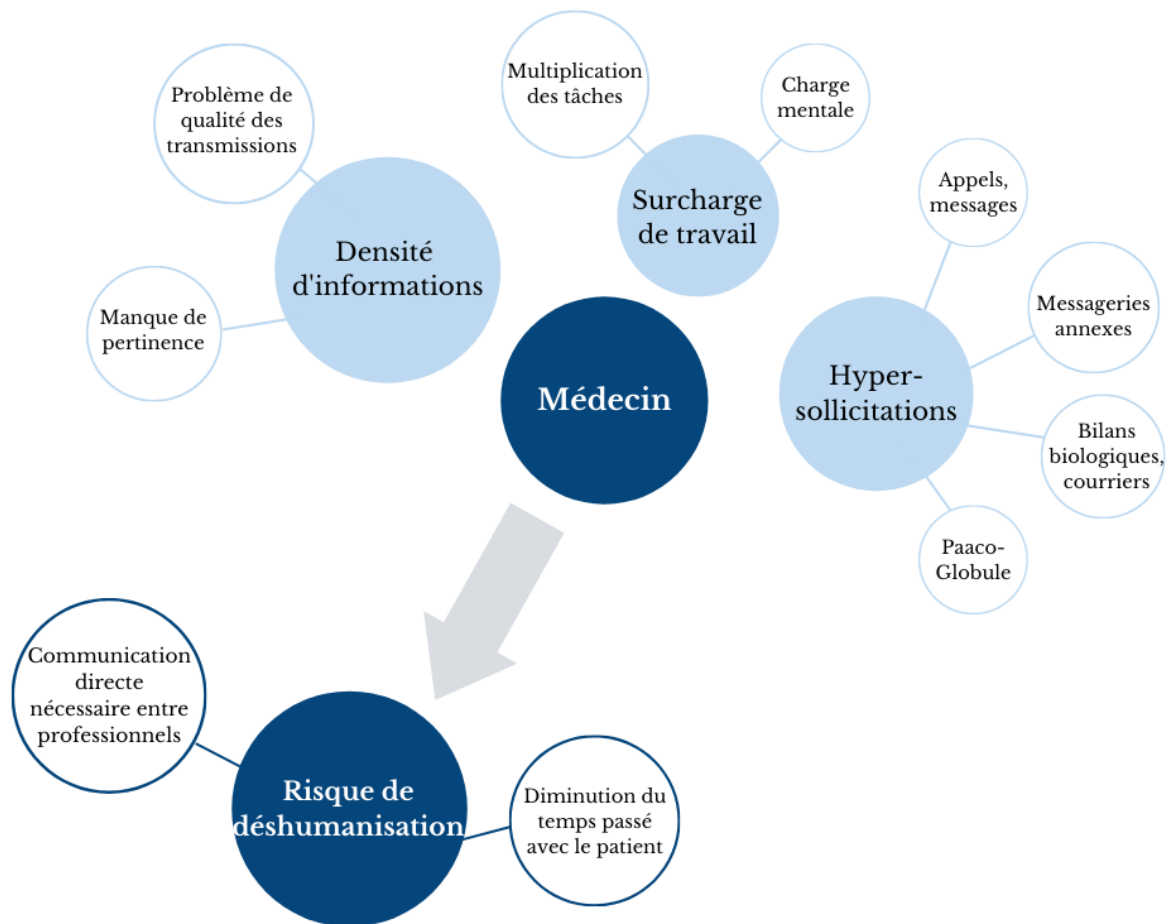 Problème de
qualité des
transmissions
Manque de
pertinence
Densité
d'informations
Multiplication
des tâches
Charge
mentale
Surcharge
de travail
Appels,
messages
Messageries
annexes
Bilans
biologiques,
courriers
Paaco-
Globule
Hyper-
sollicitations
Médecin
Communication
directe
nécessaire entre
professionnels
Risque de
déshumanisation
Diminution du
temps passé
avec le patient